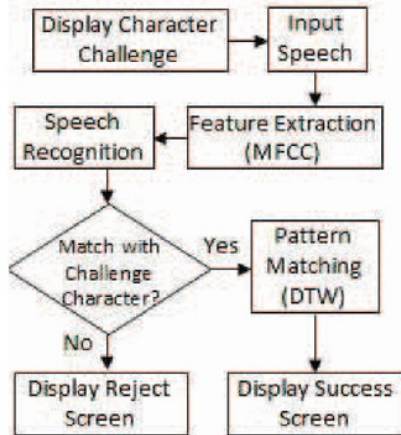 Display Character
Challenge
Input
Speech
Speech
Recognition
Feature Extraction
(MFCC)
Match with
Challenge
Character?
Yes
Pattern
Matching
(DTW)
No
Display Reject
Screen
Display Success
Screen